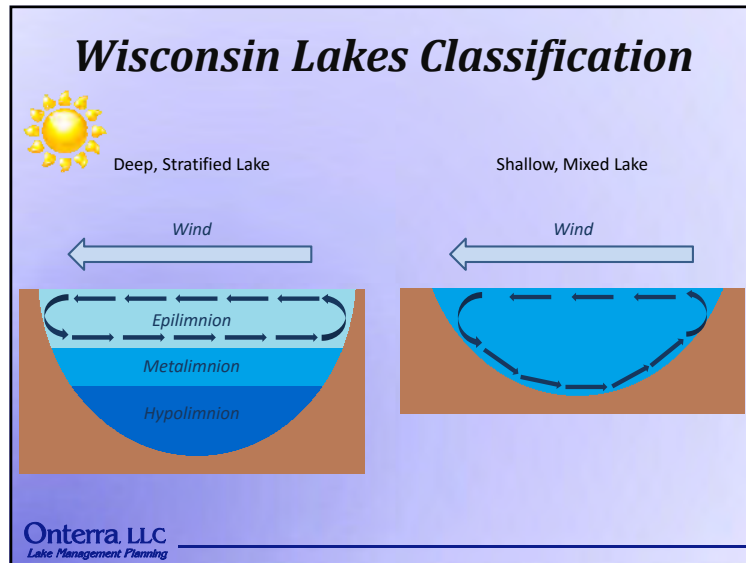 Wisconsin Lakes Classification
Deep, Stratified Lake
Shallow, Mixed Lake
Wind
Wind
Epilimnion
Metalimnion
Hypolimnion
Onterra, LLC
Lake Management Planning